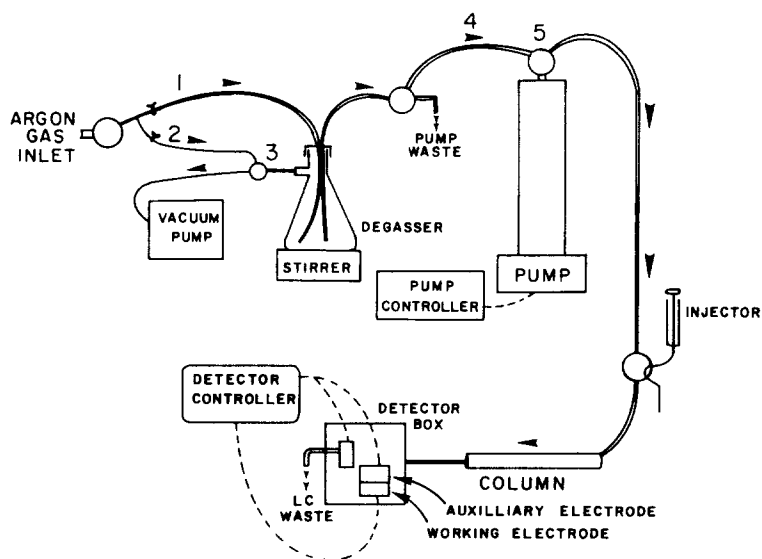 4
5
1
ARGON
GAS
INLET
2
3
PUMP
WASTE
VACUUM
PUMP
DEGASSER
STIRRER
PUMP
PUMP
CONTROLLER
INJECTOR
DETECTOR
CONTROLLER
DETECTOR
BOX
LC
WASTE
COLUMN
AUXILLIARY ELECTRODE
WORKING ELECTRODE